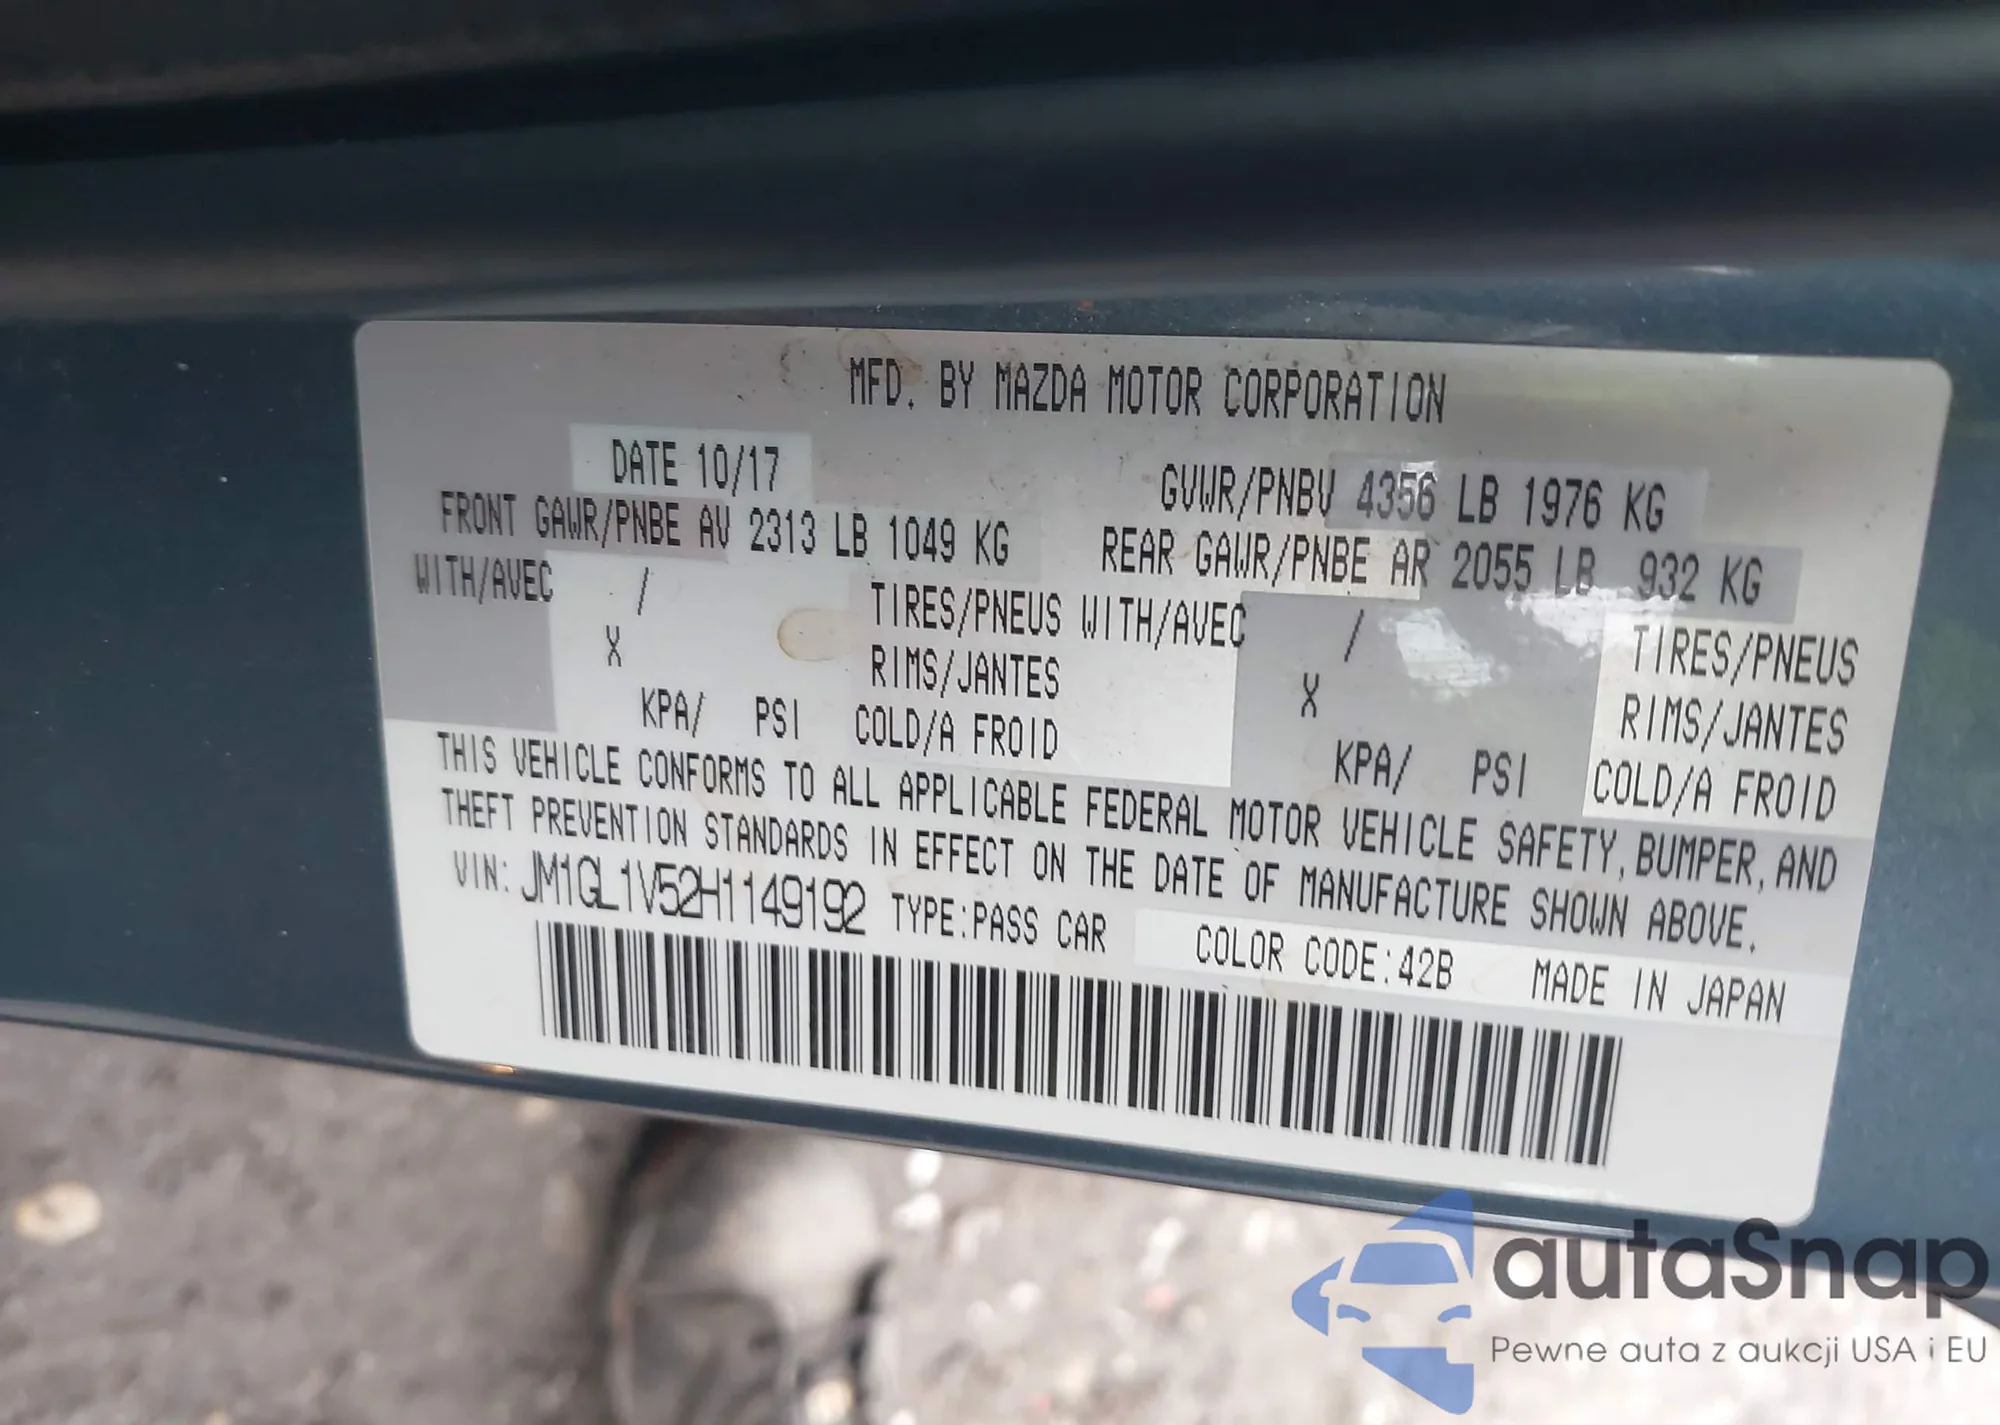 MFD. BY MAZDA MOTOR CORPORATION
DATE 10/17 GVWR/PNBV 4356 LB 1976 KG
FRONT GAWR/PNBE AV 2313 LB 1049 KG REAR GAWR/PNBE AR 2055 LB 932 KG
WITH/AVEC / TIRES/PNEUS WITH/AVEC / TIRES/PNEUS
X RIMS/JANTES X RIMS/JANTES
KPA/ PSI COLD/A FROID KPA/ PSI COLD/A FROID
THIS VEHICLE CONFORMS TO ALL APPLICABLE FEDERAL MOTOR VEHICLE SAFETY, BUMPER, AND
THEFT PREVENTION STANDARDS IN EFFECT ON THE DATE OF MANUFACTURE SHOWN ABOVE.
VIN: JM1GL1V52H1149192 TYPE:PASS CAR COLOR CODE:42B MADE IN JAPAN
autaSnap
Pewne auta z aukcji USA i EU